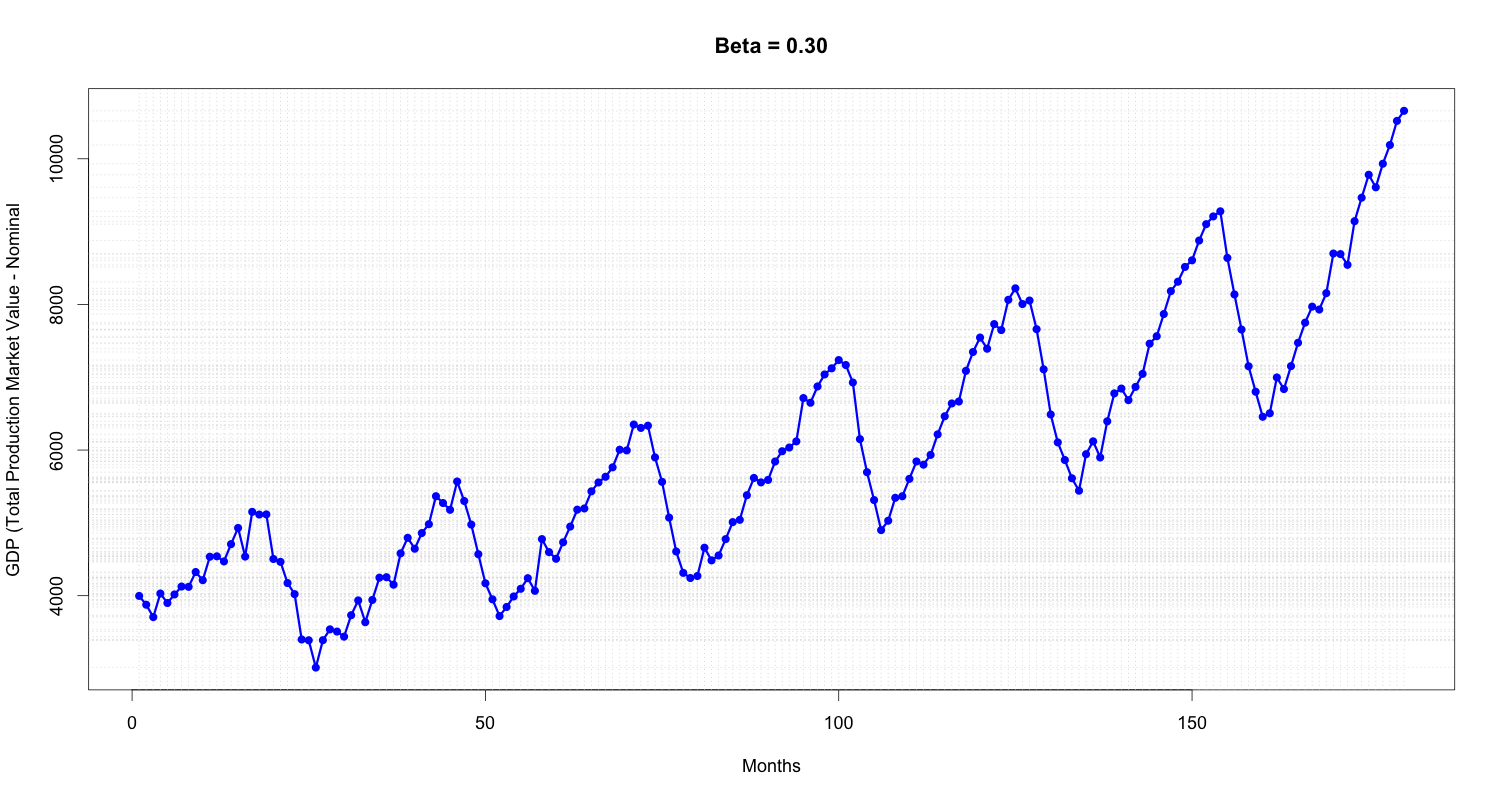 Beta = 0.30
GDP (Total Production Market Value - Nominal
10000
8000
6000
4000
0 50 100 150
Months